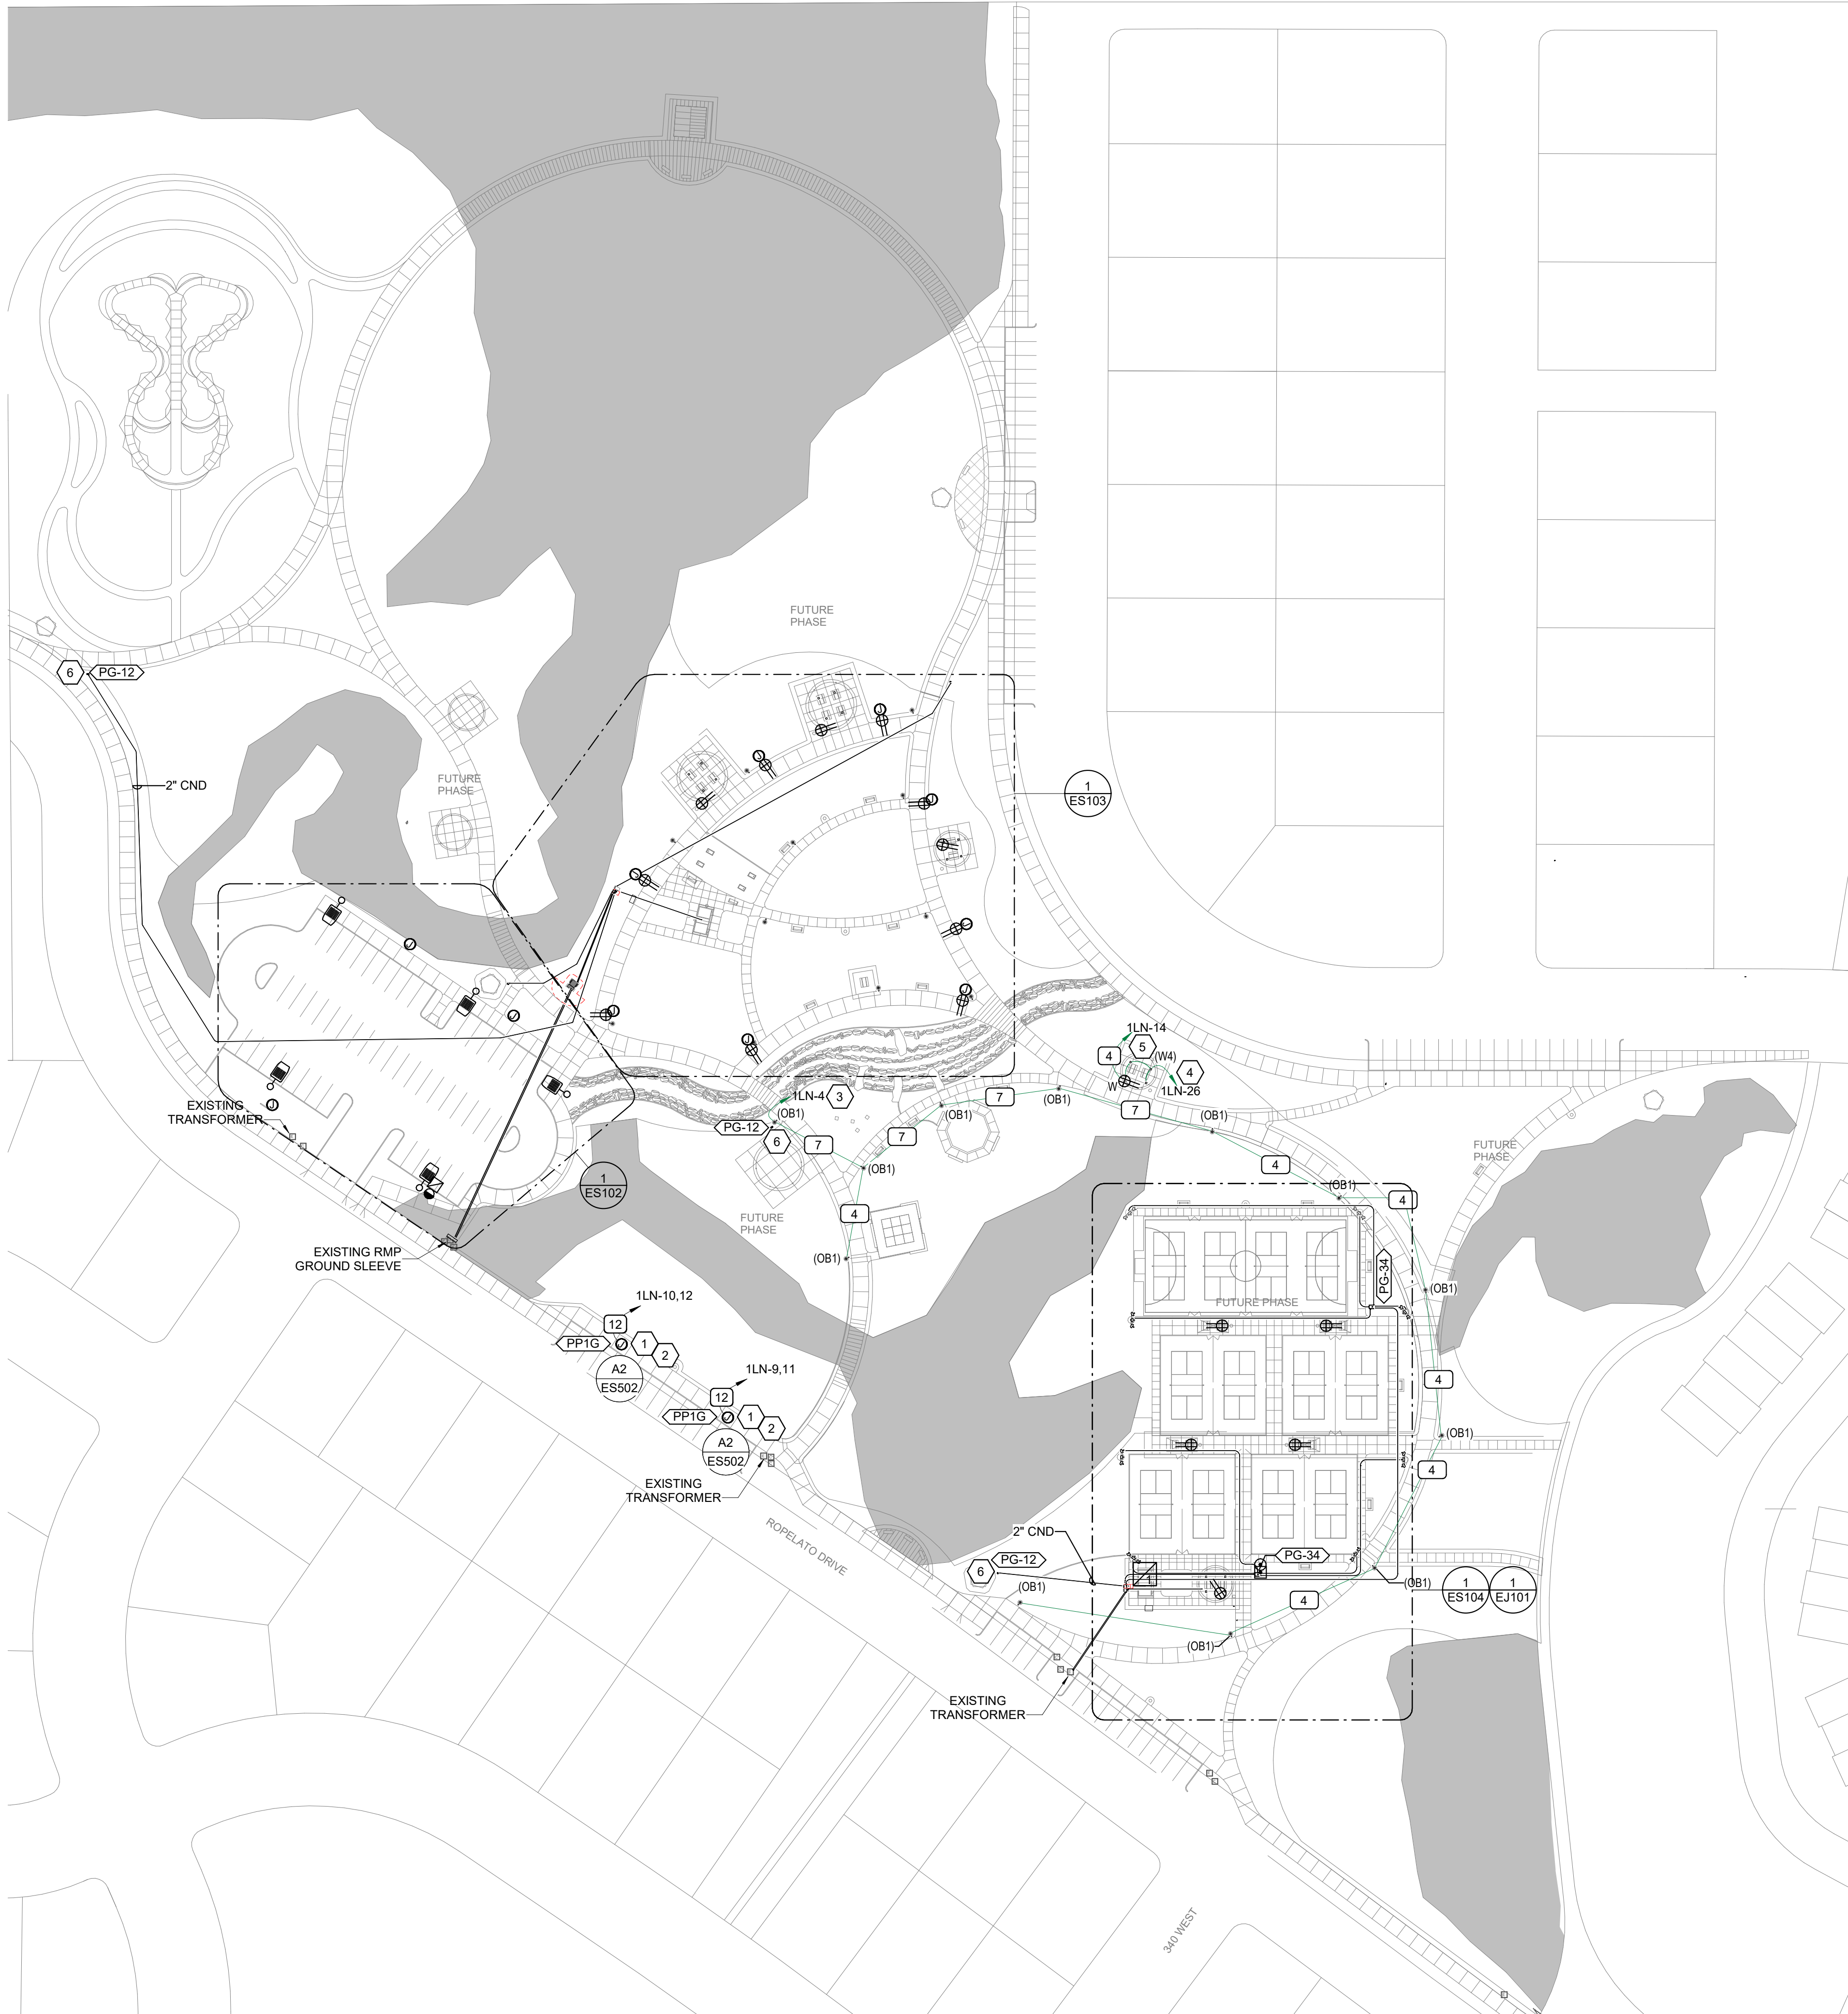 FUTURE
PHASE
6
PG-12
2" CND
FUTURE
PHASE
1
ES103
J
J
J
J
J
J
J
J
1LN-14
5
4
(W4)
4
W
1LN-26
J
EXISTING
TRANSFORMER
1LN-4
3
(OB1)
PG-12
6
7
7
(OB1)
7
(OB1)
7
(OB1)
(OB1)
4
(OB1)
4
FUTURE
PHASE
1
ES102
4
FUTURE
PHASE
(OB1)
EXISTING RMP
GROUND SLEEVE
PG-34
(OB1)
FUTURE PHASE
1LN-10,12
12
PP1G
1
2
A2
ES502
1LN-9,11
12
PP1G
1
2
A2
ES502
4
(OB1)
4
EXISTING
TRANSFORMER
ROPELATO DRIVE
2" CND
PG-12
6
(OB1)
PG-34
1
(OB1)
1
ES104
1
EJ101
4
(OB1)
EXISTING
TRANSFORMER
340 WEST